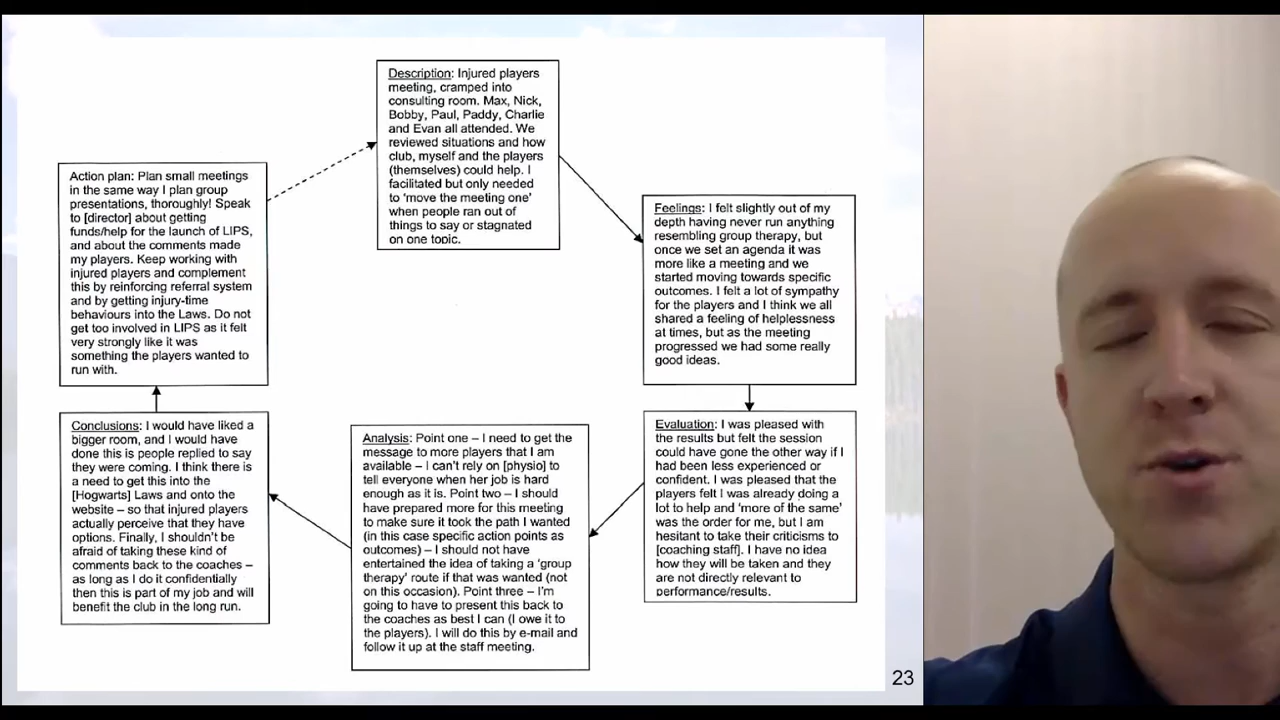 Description: Injured players
meeting, cramped into
consulting room. Max, Nick,
Bobby, Paul, Paddy, Charlie
and Evan all attended. We
reviewed situations and how
club, myself and the players
(themselves) could help. I
facilitated but only needed
to ‘move the meeting one’
when people ran out of
things to say or stagnated
on one topic.
Feelings: I felt slightly out of my
depth having never run anything
resembling group therapy, but
once we set an agenda it was
more like a meeting and we
started moving towards specific
outcomes. I felt a lot of sympathy
for the players and I think we all
shared a feeling of helplessness
at times, but as the meeting
progressed we had some really
good ideas.
Evaluation: I was pleased with
the results but felt the session
could have gone the other way if I
had been less experienced or
confident. I was pleased that the
players felt I was already doing a
lot to help and ‘more of the same’
was the order for me, but I am
hesitant to take their criticisms to
[coaching staff]. I have no idea
how they will be taken and they
are not directly relevant to
performance/results.
Analysis: Point one – I need to get the
message to more players that I am
available – I can’t rely on [physio] to
tell everyone when her job is hard
enough as it is. Point two – I should
have prepared more for this meeting
to make sure it took the path I wanted
(in this case specific action points as
outcomes) – I should not have
entertained the idea of taking a ‘group
therapy’ route if that was wanted (not
on this occasion). Point three – I’m
going to have to present this back to
the coaches as best I can (I owe it to
the players). I will do this by e-mail and
follow it up at the staff meeting.
Conclusions: I would have liked a
bigger room, and I would have
done this is people replied to say
they were coming. I think there is
a need to get this into the
[Hogwarts] Laws and onto the
website – so that injured players
actually perceive that they have
options. Finally, I shouldn’t be
afraid of taking these kind of
comments back to the coaches –
as long as I do it confidentially
then this is part of my job and will
benefit the club in the long run.
Action plan: Plan small meetings
in the same way I plan group
presentations, thoroughly! Speak
to [director] about getting
funds/help for the launch of LIPS,
and about the comments made
my players. Keep working with
injured players and complement
this by reinforcing referral system
and by getting injury-time
behaviours into the Laws. Do not
get too involved in LIPS as it felt
very strongly like it was
something the players wanted to
run with.
23